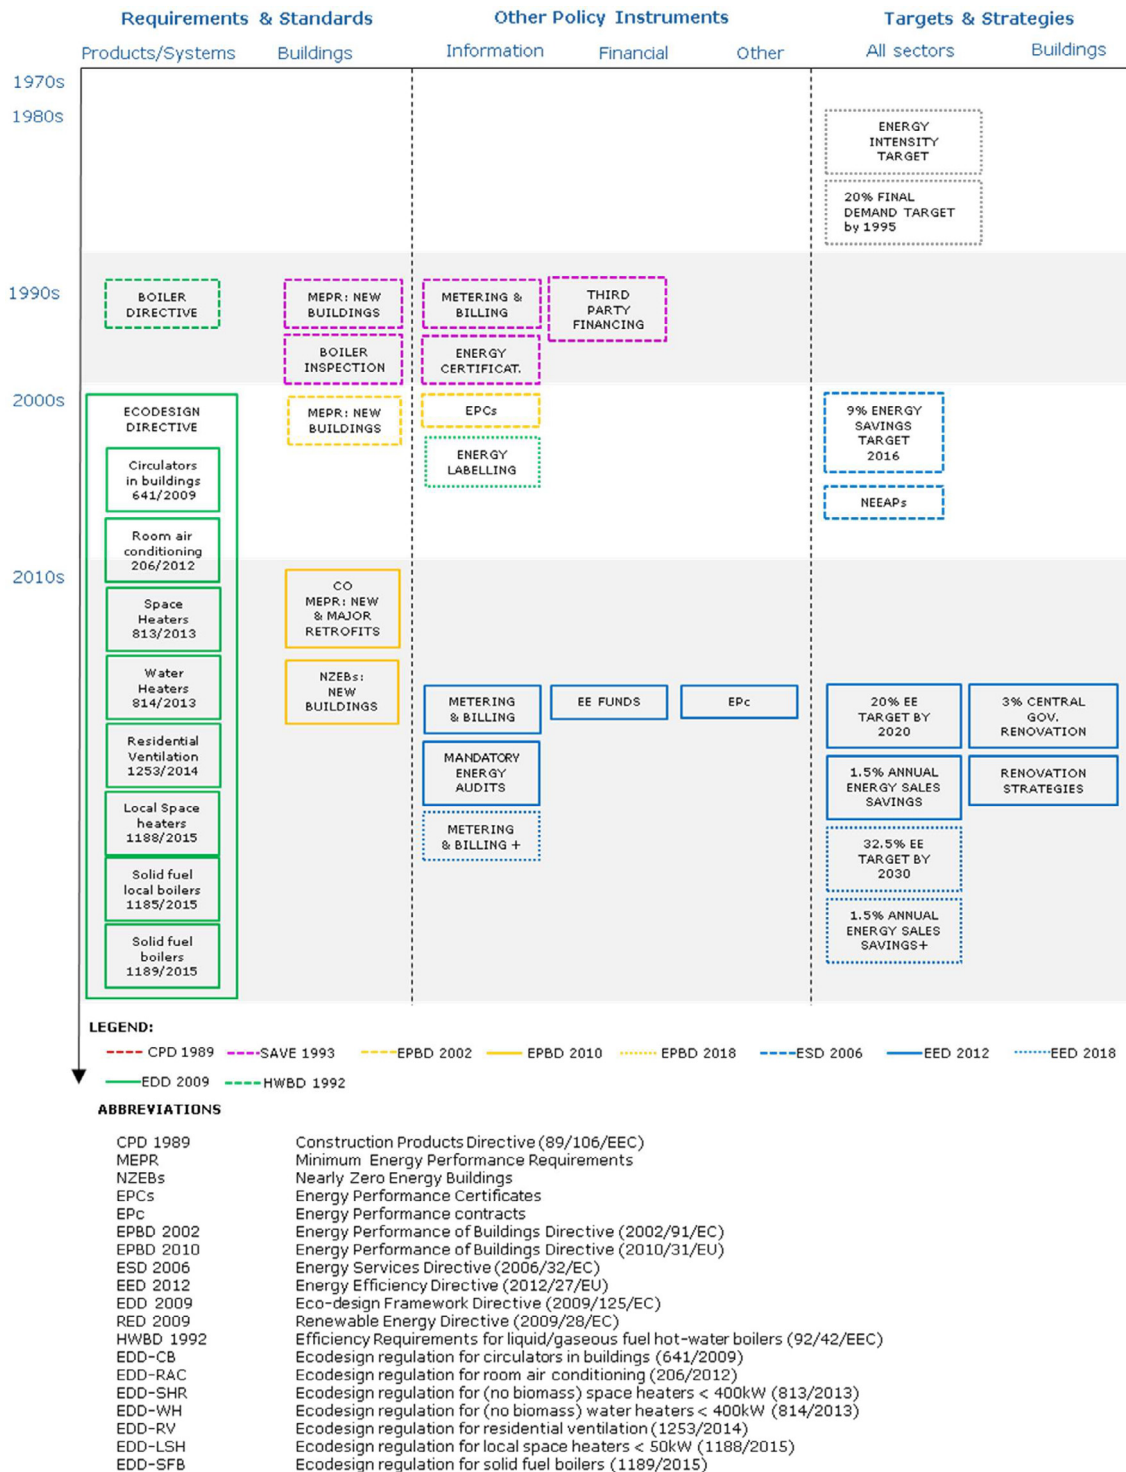 Requirements & Standards
Other Policy Instruments
Targets & Strategies
Products/Systems
Buildings
Information
Financial
Other
All sectors
Buildings
1970s
1980s
ENERGY
INTENSITY
TARGET
20% FINAL
DEMAND TARGET
by 1995
1990s
BOILER
DIRECTIVE
MEPR: NEW
BUILDINGS
METERING &
BILLING
THIRD
PARTY
FINANCING
BOILER
INSPECTION
ENERGY
CERTIFICAT.
2000s
ECODESIGN
DIRECTIVE
MEPR: NEW
BUILDINGS
EPCs
ENERGY
LABELLING
9% ENERGY
SAVINGS
TARGET
2016
NEEAPs
Circulators
in buildings
641/2009
Room air
conditioning
206/2012
2010s
Space
Heaters
813/2013
Water
Heaters
814/2013
Residential
Ventilation
1253/2014
Local Space
heaters
1188/2015
Solid fuel
local boilers
1185/2015
Solid fuel
boilers
1189/2015
CO
MEPR: NEW
& MAJOR
RETROFITS
NZEBs:
NEW
BUILDINGS
METERING
& BILLING
MANDATORY
ENERGY
AUDITS
METERING
& BILLING +
EE FUNDS
EPc
20% EE
TARGET BY
2020
1.5% ANNUAL
ENERGY SALES
SAVINGS
32.5% EE
TARGET BY
2030
1.5% ANNUAL
ENERGY SALES
SAVINGS+
3% CENTRAL
GOV.
RENOVATION
RENOVATION
STRATEGIES
LEGEND:
CPD 1989 SAVE 1993 EPBD 2002 EPBD 2010 EPBD 2018 ESD 2006 EED 2012 EED 2018
EDD 2009 HWBD 1992
ABBREVIATIONS
CPD 1989 Construction Products Directive (89/106/EEC)
MEPR Minimum Energy Performance Requirements
NZEBs Nearly Zero Energy Buildings
EPCs Energy Performance Certificates
EPc Energy Performance contracts
EPBD 2002 Energy Performance of Buildings Directive (2002/91/EC)
EPBD 2010 Energy Performance of Buildings Directive (2010/31/EU)
ESD 2006 Energy Services Directive (2006/32/EC)
EED 2012 Energy Efficiency Directive (2012/27/EU)
EDD 2009 Eco-design Framework Directive (2009/125/EC)
RED 2009 Renewable Energy Directive (2009/28/EC)
HWBD 1992 Efficiency Requirements for liquid/gaseous fuel hot-water boilers (92/42/EEC)
EDD-CB Ecodesign regulation for circulators in buildings (641/2009)
EDD-RAC Ecodesign regulation for room air conditioning (206/2012)
EDD-SHR Ecodesign regulation for (no biomass) space heaters < 400kW (813/2013)
EDD-WH Ecodesign regulation for (no biomass) water heaters < 400kW (814/2013)
EDD-RV Ecodesign regulation for residential ventilation (1253/2014)
EDD-LSH Ecodesign regulation for local space heaters < 50kW (1188/2015)
EDD-SFB Ecodesign regulation for solid fuel boilers (1189/2015)